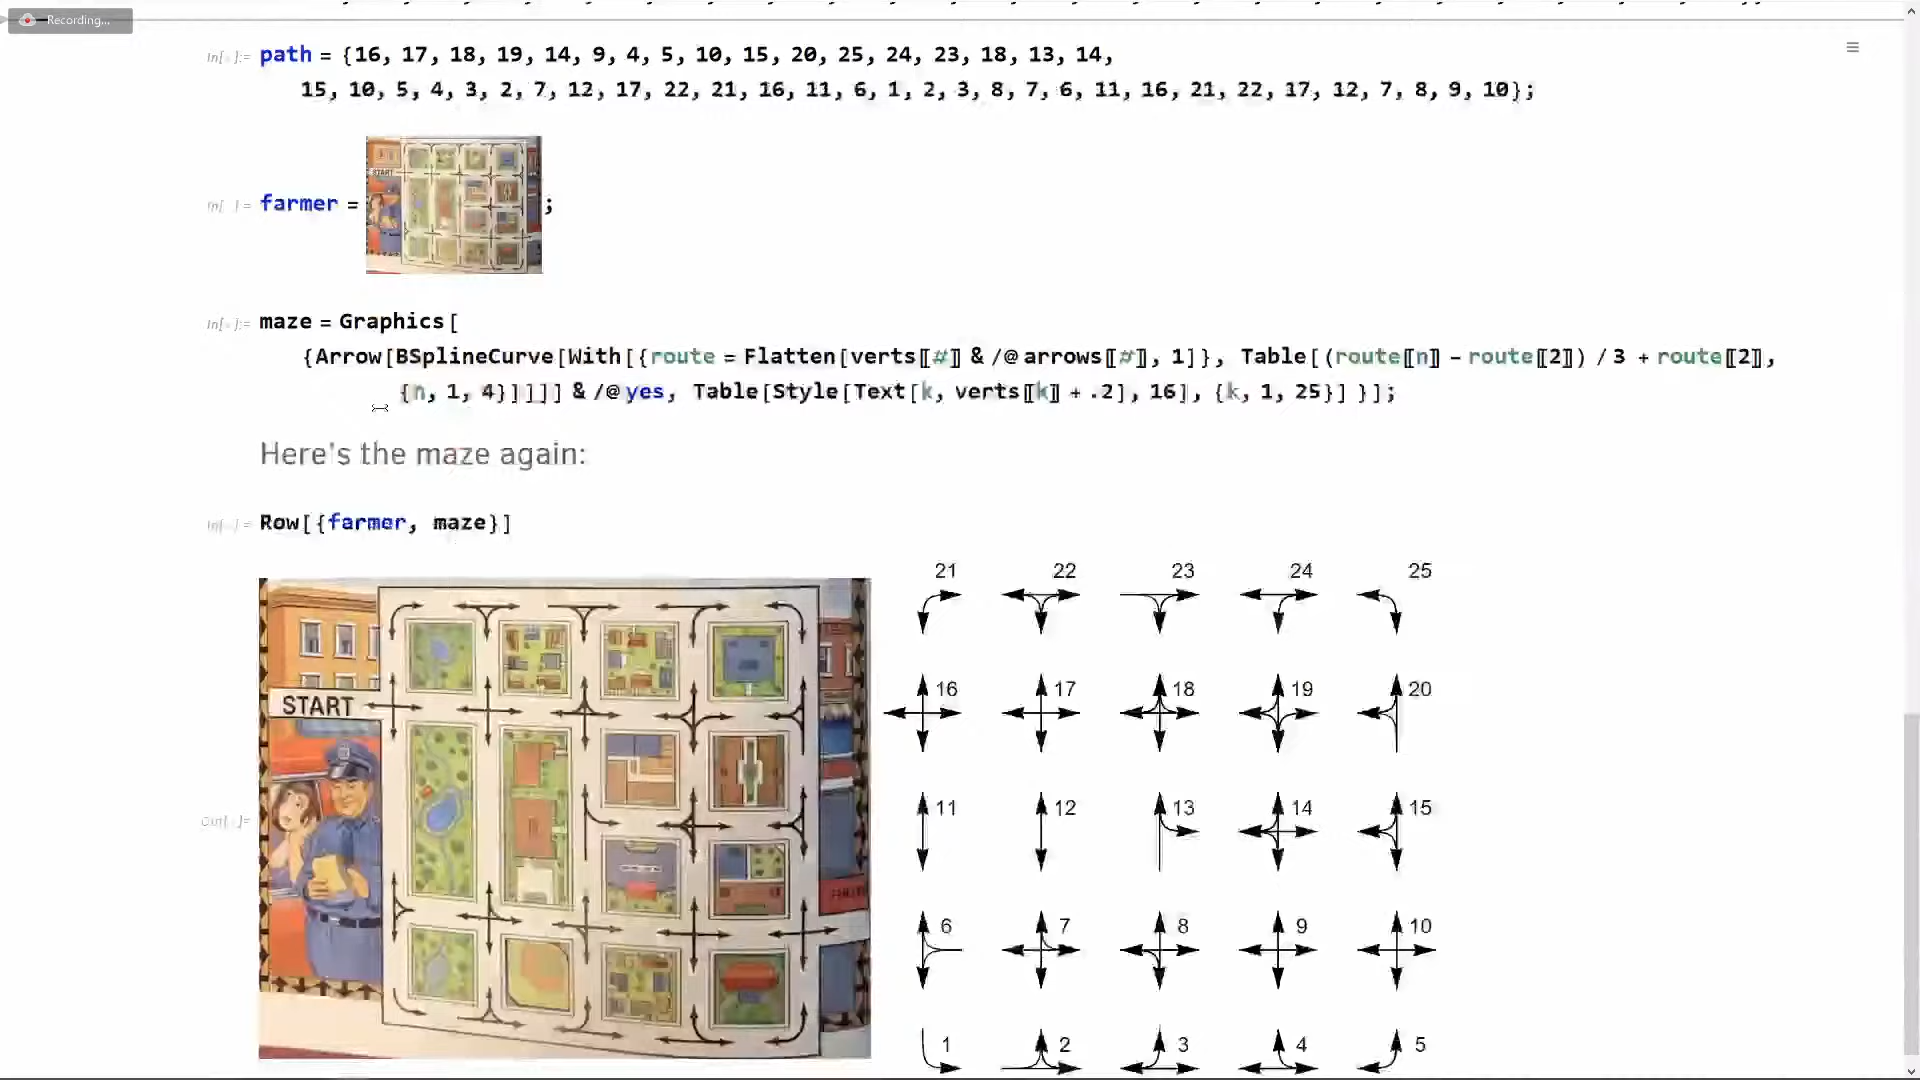 Recording...
In[ ]:= path = {16, 17, 18, 19, 14, 9, 4, 5, 10, 15, 20, 25, 24, 23, 18, 13, 14,
15, 10, 5, 4, 3, 2, 7, 12, 17, 22, 21, 16, 11, 6, 1, 2, 3, 8, 7, 6, 11, 16, 21, 22, 17, 12, 7, 8, 9, 10};
START
In[ ]:= farmer = ;
In[ ]:= maze = Graphics[
{Arrow[BSplineCurve[With[{route = Flatten[verts[[#]] & /@ arrows[[#]], 1]}, Table[(route[[n]] - route[[2]]) / 3 + route[[2]],
{n, 1, 4}]]]] & /@ yes, Table[Style[Text[k, verts[[k]] + .2], 16], {k, 1, 25}] }];
Here's the maze again:
In[ ]:= Row[{farmer, maze}]
Out[ ]=
START
21 22 23 24 25
16 17 18 19 20
11 12 13 14 15
6 7 8 9 10
1 2 3 4 5